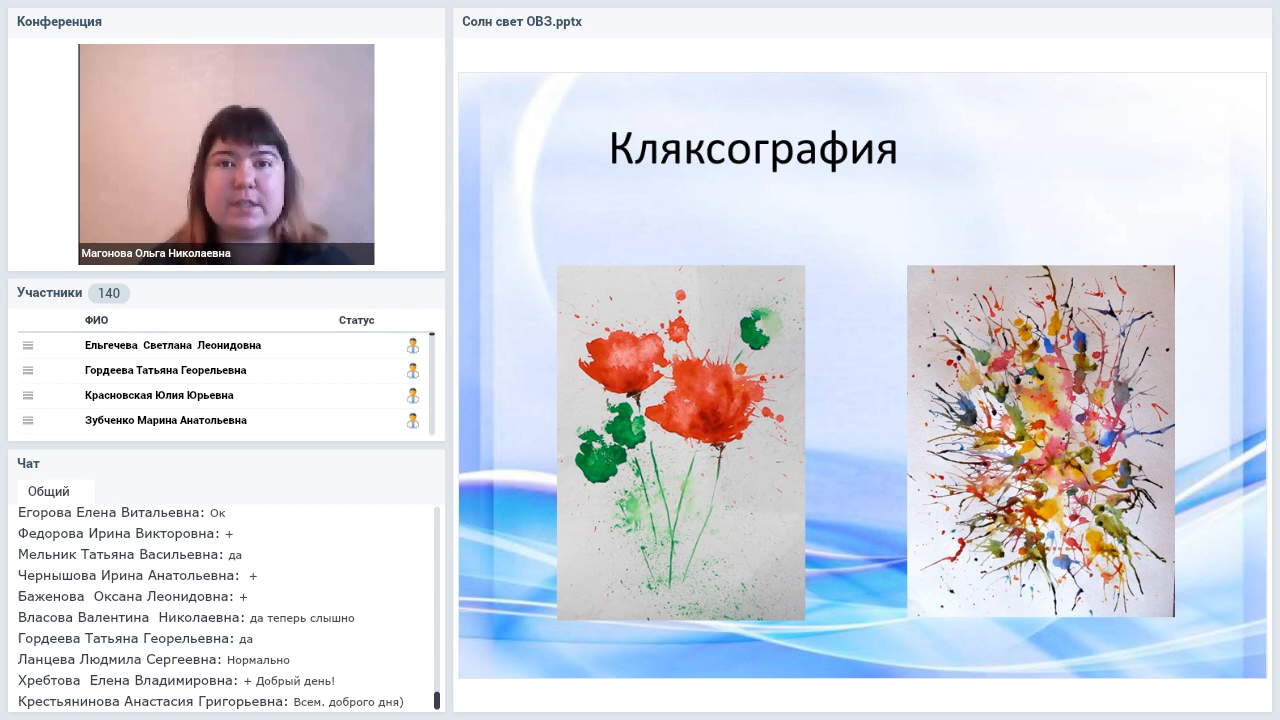 Конференция
Магонова Ольга Николаевна
Участники 140
ФИО Статус
Ельгечева Светлана Леонидовна
Гордеева Татьяна Георельевна
Красновская Юлия Юрьевна
Зубченко Марина Анатольевна
Чат
Общий
Егорова Елена Витальевна: Ок
Федорова Ирина Викторовна: +
Мельник Татьяна Васильевна: да
Чернышова Ирина Анатольевна: +
Баженова Оксана Леонидовна: +
Власова Валентина Николаевна: да теперь слышно
Гордеева Татьяна Георельевна: да
Ланцева Людмила Сергеевна: Нормально
Хребтова Елена Владимировна: + Добрый день!
Крестьянинова Анастасия Григорьевна: Всем. доброго дня)
Солн свет ОВЗ.pptx
Кляксография